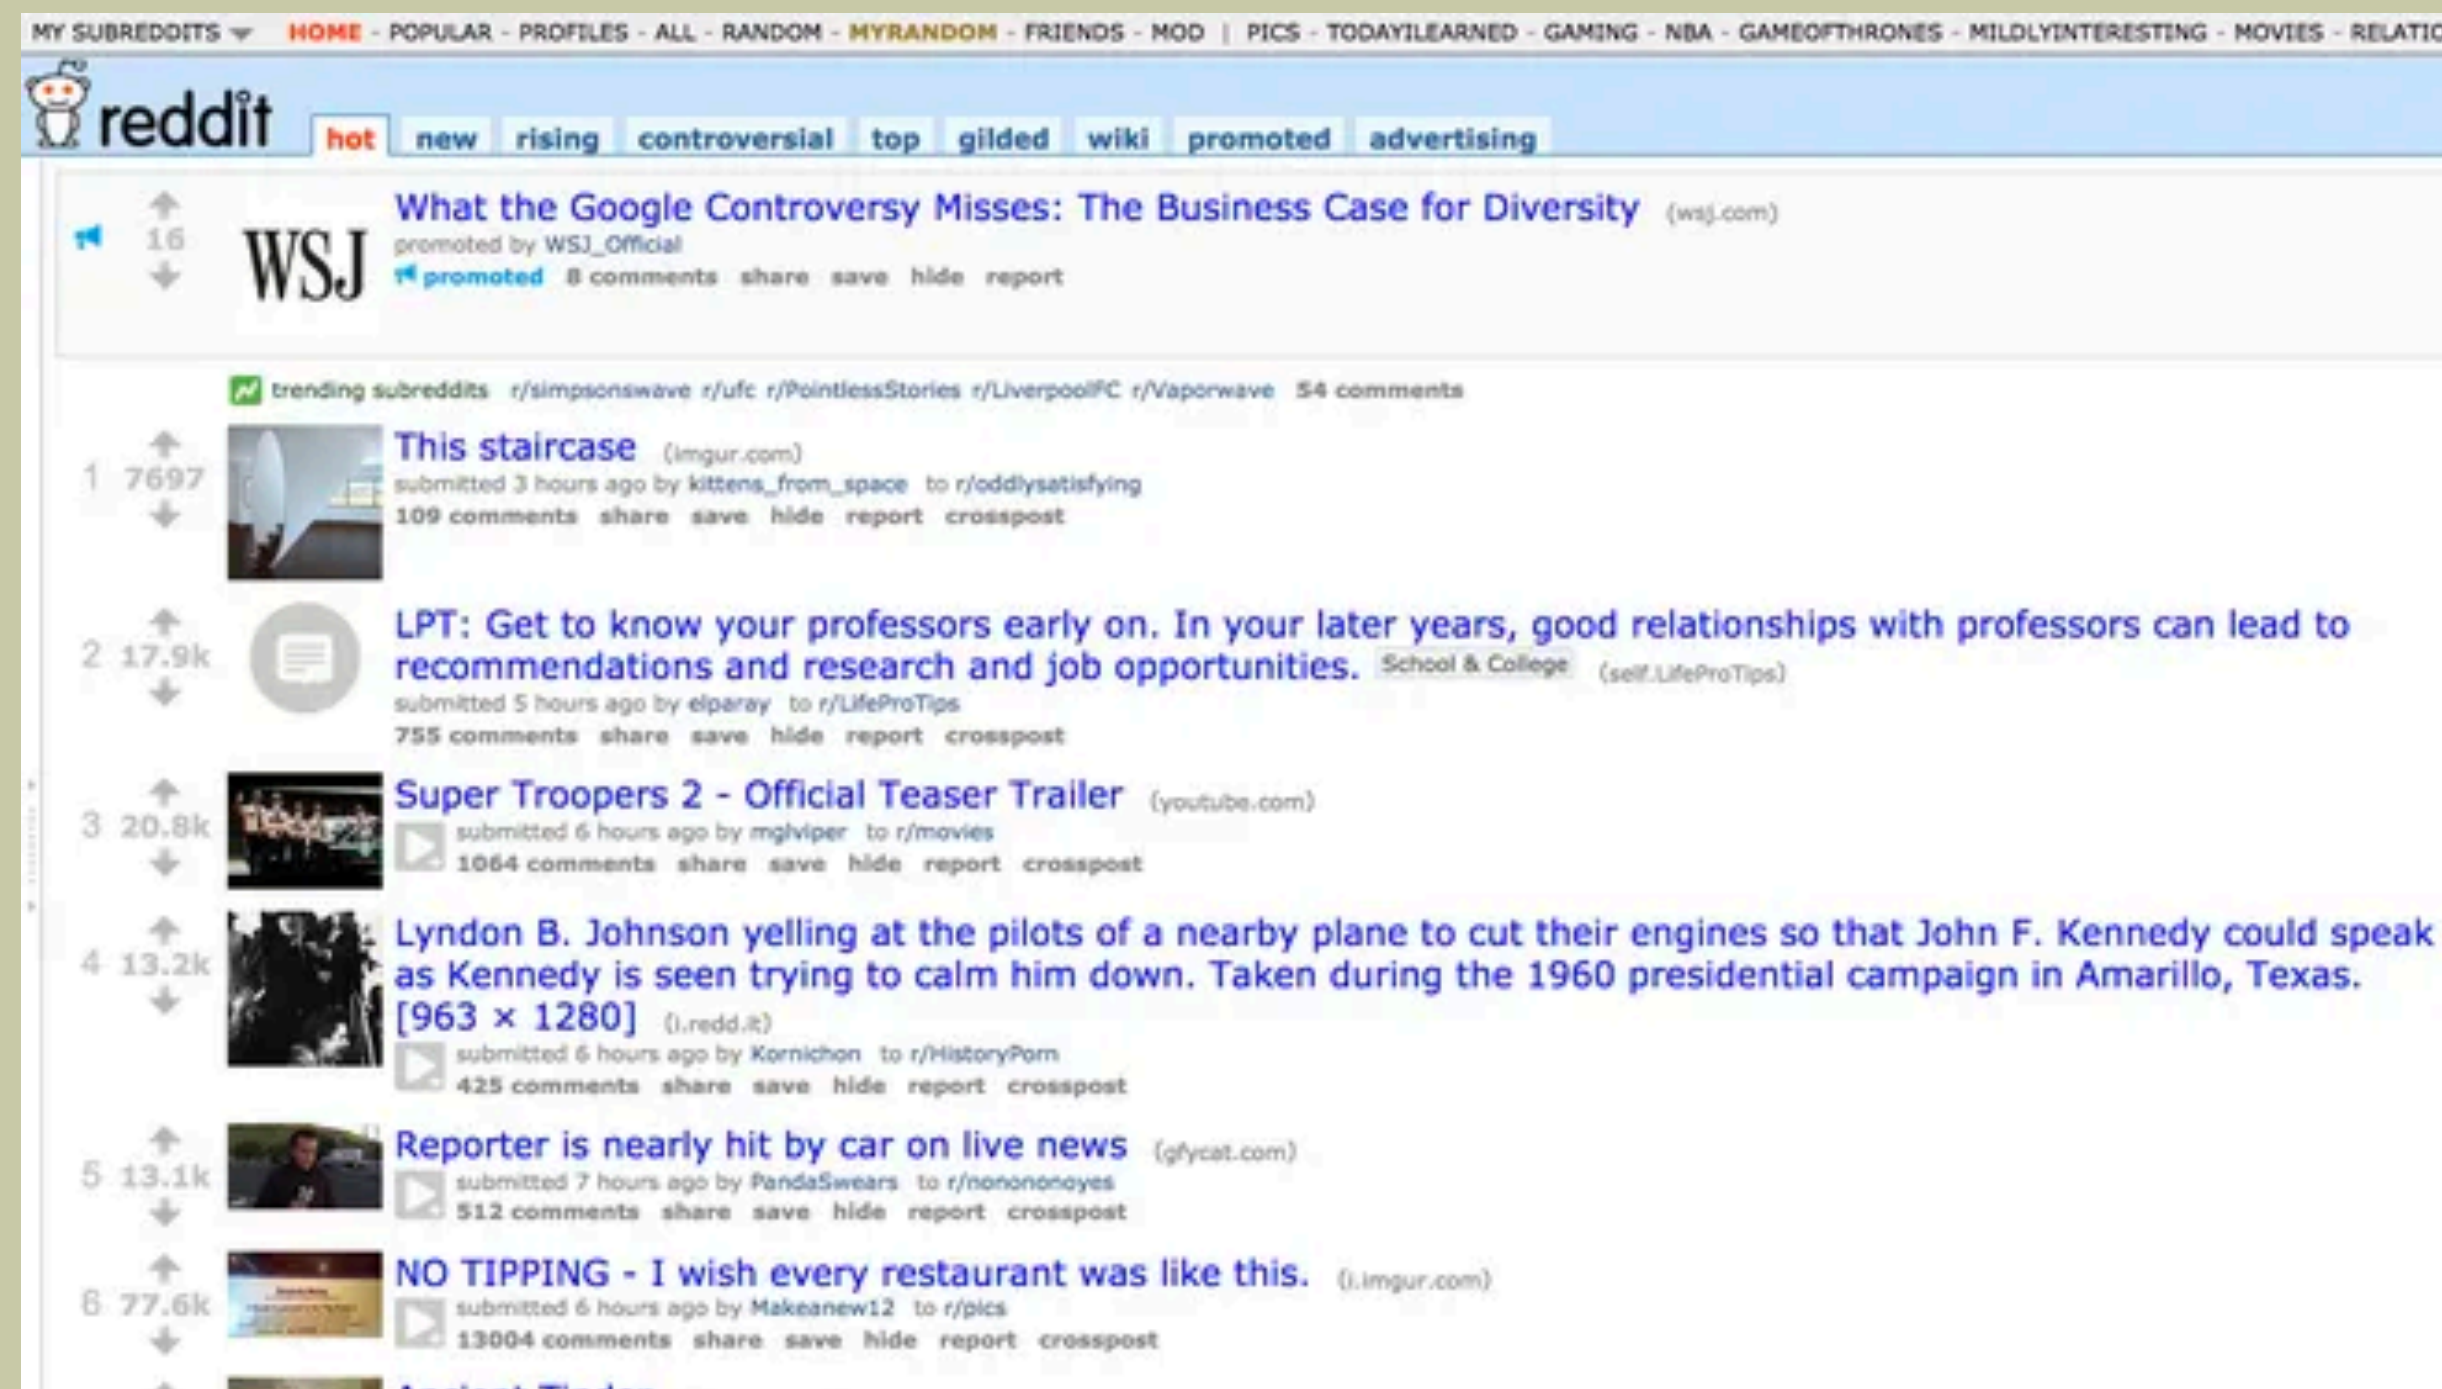 MY SUBREDDITS HOME - POPULAR - PROFILES - ALL - RANDOM - MYRANDOM - FRIENDS - MOD | PICS - TODAYILEARNED - GAMING - NBA - GAMEOFTHRONES - MILDLYINTERESTING - MOVIES - RELATIO
reddit hot new rising controversial top gilded wiki promoted advertising
What the Google Controversy Misses: The Business Case for Diversity (wsj.com)
16 WSJ promoted by WSJ_Official
promoted 8 comments share save hide report
trending subreddits r/simpsonswave r/ufc r/PointlessStories r/LiverpoolFC r/Vaporwave 54 comments
This staircase (imgur.com)
1 7697 submitted 3 hours ago by kittens_from_space to r/oddlysatisfying
109 comments share save hide report crosspost
LPT: Get to know your professors early on. In your later years, good relationships with professors can lead to
2 17.9k recommendations and research and job opportunities. School & College (self.LifeProTips)
submitted 5 hours ago by elparay to r/LifeProTips
755 comments share save hide report crosspost
Super Troopers 2 - Official Teaser Trailer (youtube.com)
3 20.8k submitted 6 hours ago by mglviper to r/movies
1064 comments share save hide report crosspost
Lyndon B. Johnson yelling at the pilots of a nearby plane to cut their engines so that John F. Kennedy could speak
4 13.2k as Kennedy is seen trying to calm him down. Taken during the 1960 presidential campaign in Amarillo, Texas.
[963 × 1280] (i.redd.it)
submitted 6 hours ago by Kornichon to r/HistoryPorn
425 comments share save hide report crosspost
Reporter is nearly hit by car on live news (gfycat.com)
5 13.1k submitted 7 hours ago by PandaSwears to r/nonononoyes
512 comments share save hide report crosspost
NO TIPPING - I wish every restaurant was like this. (i.imgur.com)
6 77.6k submitted 6 hours ago by Makeanew12 to r/pics
13004 comments share save hide report crosspost